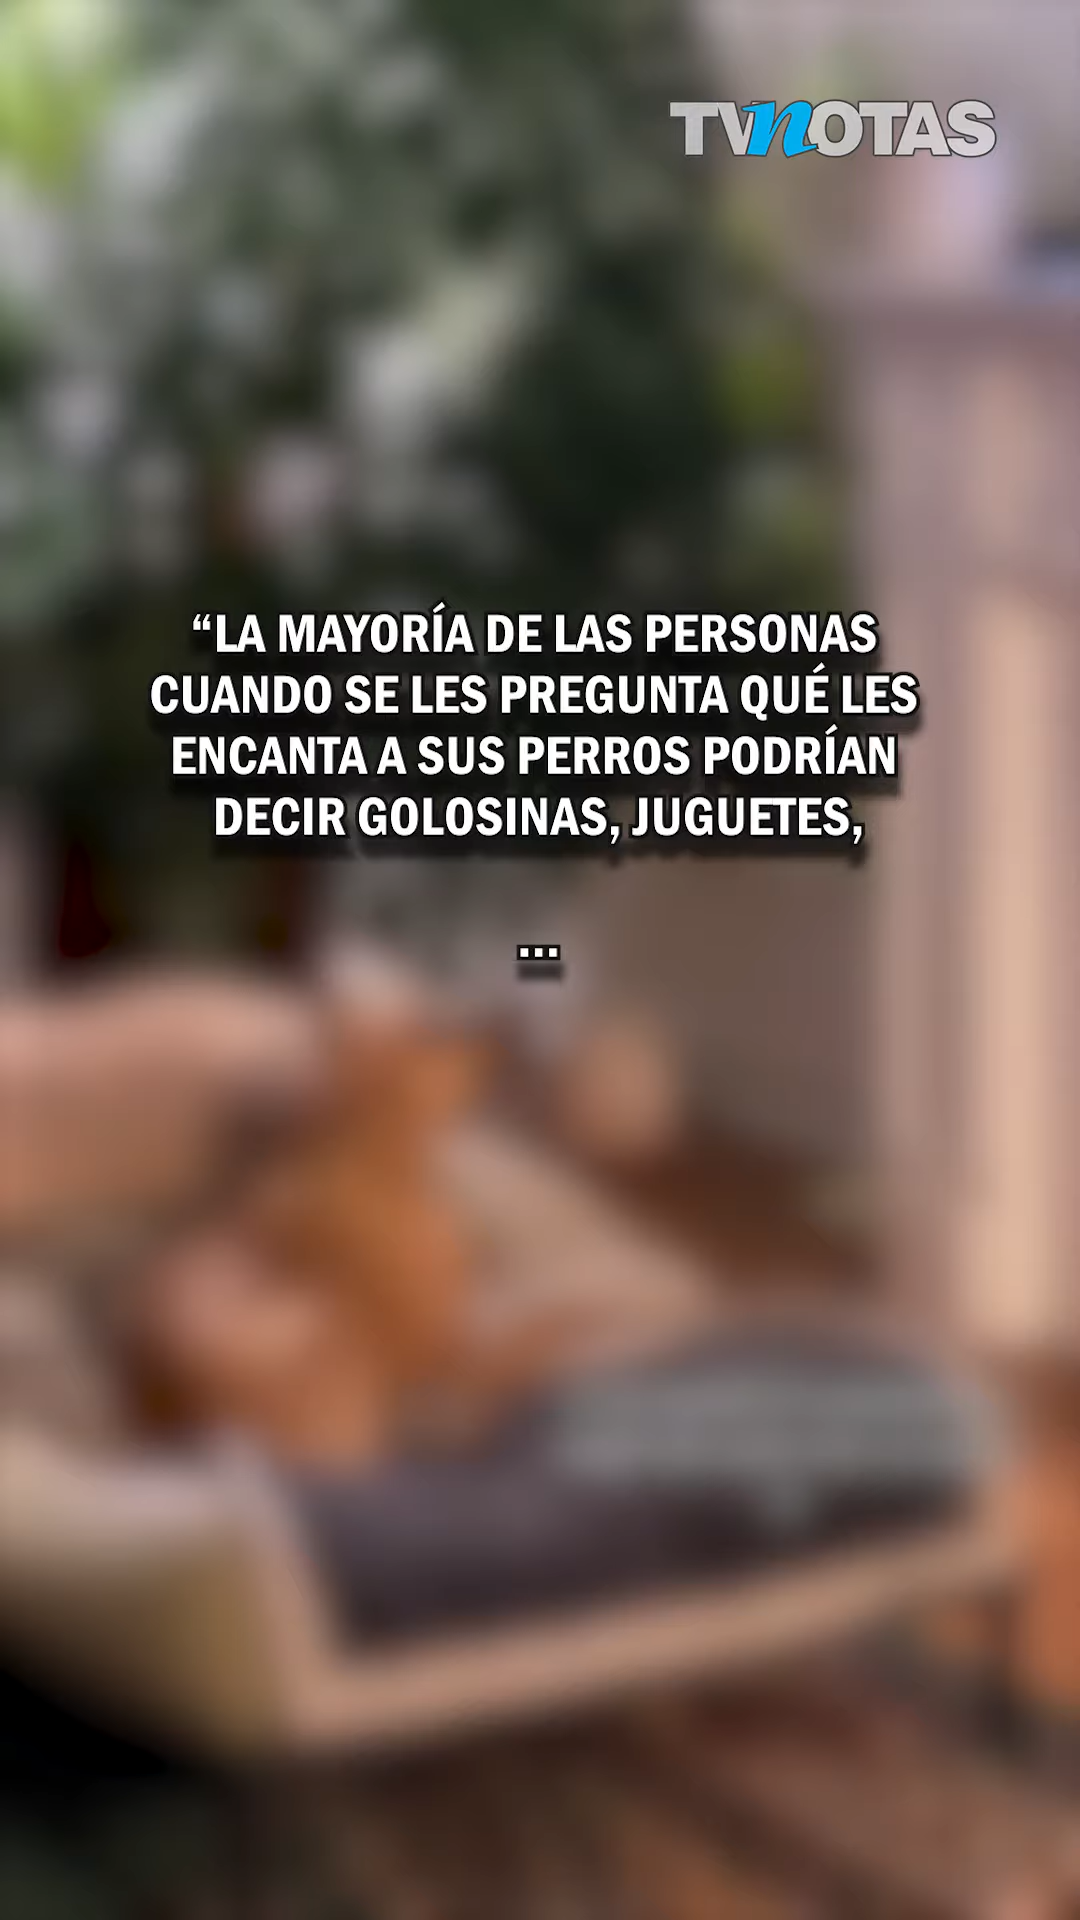 TVnOTAS
“LA MAYORÍA DE LAS PERSONAS
CUANDO SE LES PREGUNTA QUÉ LES
ENCANTA A SUS PERROS PODRÍAN
DECIR GOLOSINAS, JUGUETES,
...